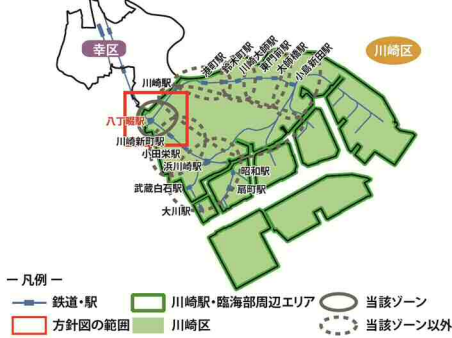 幸区
川崎区
川崎駅
港町駅
鈴木町駅
川崎大師駅
東門前駅
大師橋駅
小島新田駅
八丁畷駅
川崎新町駅
小田栄駅
浜川崎駅
武蔵白石駅
大川駅
昭和駅
扇町駅
ー 凡例 ー
鉄道・駅
川崎駅・臨海部周辺エリア
当該ゾーン
方針図の範囲
川崎区
当該ゾーン以外